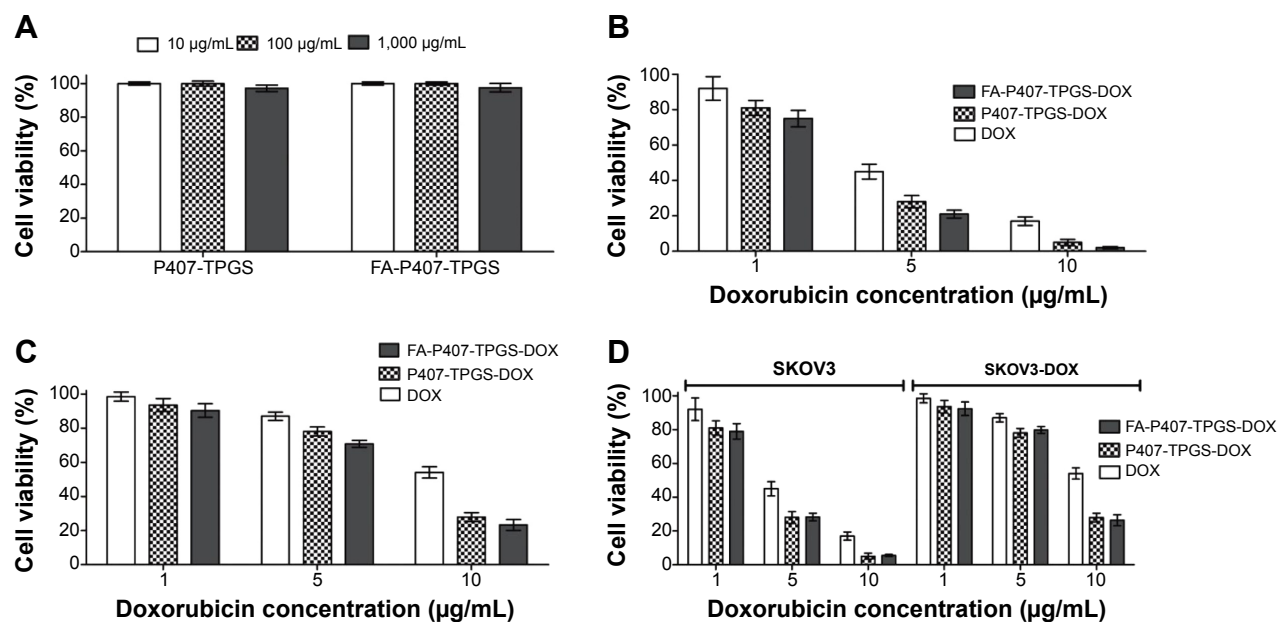 A
10 µg/mL 100 µg/mL 1,000 µg/mL
Cell viability (%)
100
80
60
40
20
0
P407-TPGS FA-P407-TPGS
B
FA-P407-TPGS-DOX
P407-TPGS-DOX
DOX
Cell viability (%)
100
80
60
40
20
0
1 5 10
Doxorubicin concentration (µg/mL)
C
FA-P407-TPGS-DOX
P407-TPGS-DOX
DOX
Cell viability (%)
100
80
60
40
20
0
1 5 10
Doxorubicin concentration (µg/mL)
D
SKOV3 SKOV3-DOX
FA-P407-TPGS-DOX
P407-TPGS-DOX
DOX
Cell viability (%)
100
80
60
40
20
0
1 5 10 1 5 10
Doxorubicin concentration (µg/mL)